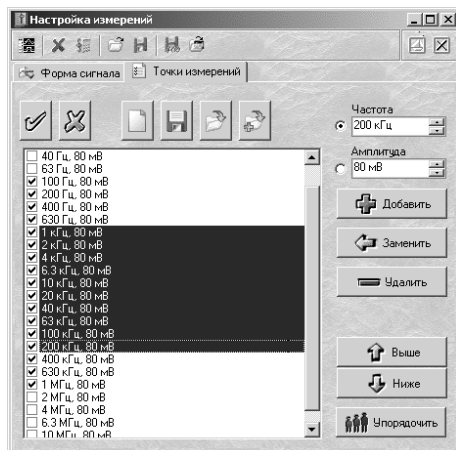 Настройка измерений
Форма сигнала
Точки измерений
Частота
200 кГц
Амплитуда
80 мВ
40 Гц, 80 мВ
63 Гц, 80 мВ
100 Гц, 80 мВ
200 Гц, 80 мВ
400 Гц, 80 мВ
630 Гц, 80 мВ
1 кГц, 80 мВ
2 кГц, 80 мВ
4 кГц, 80 мВ
6.3 кГц, 80 мВ
10 кГц, 80 мВ
20 кГц, 80 мВ
40 кГц, 80 мВ
63 кГц, 80 мВ
100 кГц, 80 мВ
200 кГц, 80 мВ
400 кГц, 80 мВ
630 кГц, 80 мВ
1 МГц, 80 мВ
2 МГц, 80 мВ
4 МГц, 80 мВ
6.3 МГц, 80 мВ
10 МГц, 80 мВ
Добавить
Заменить
Удалить
Выше
Ниже
Упорядочить